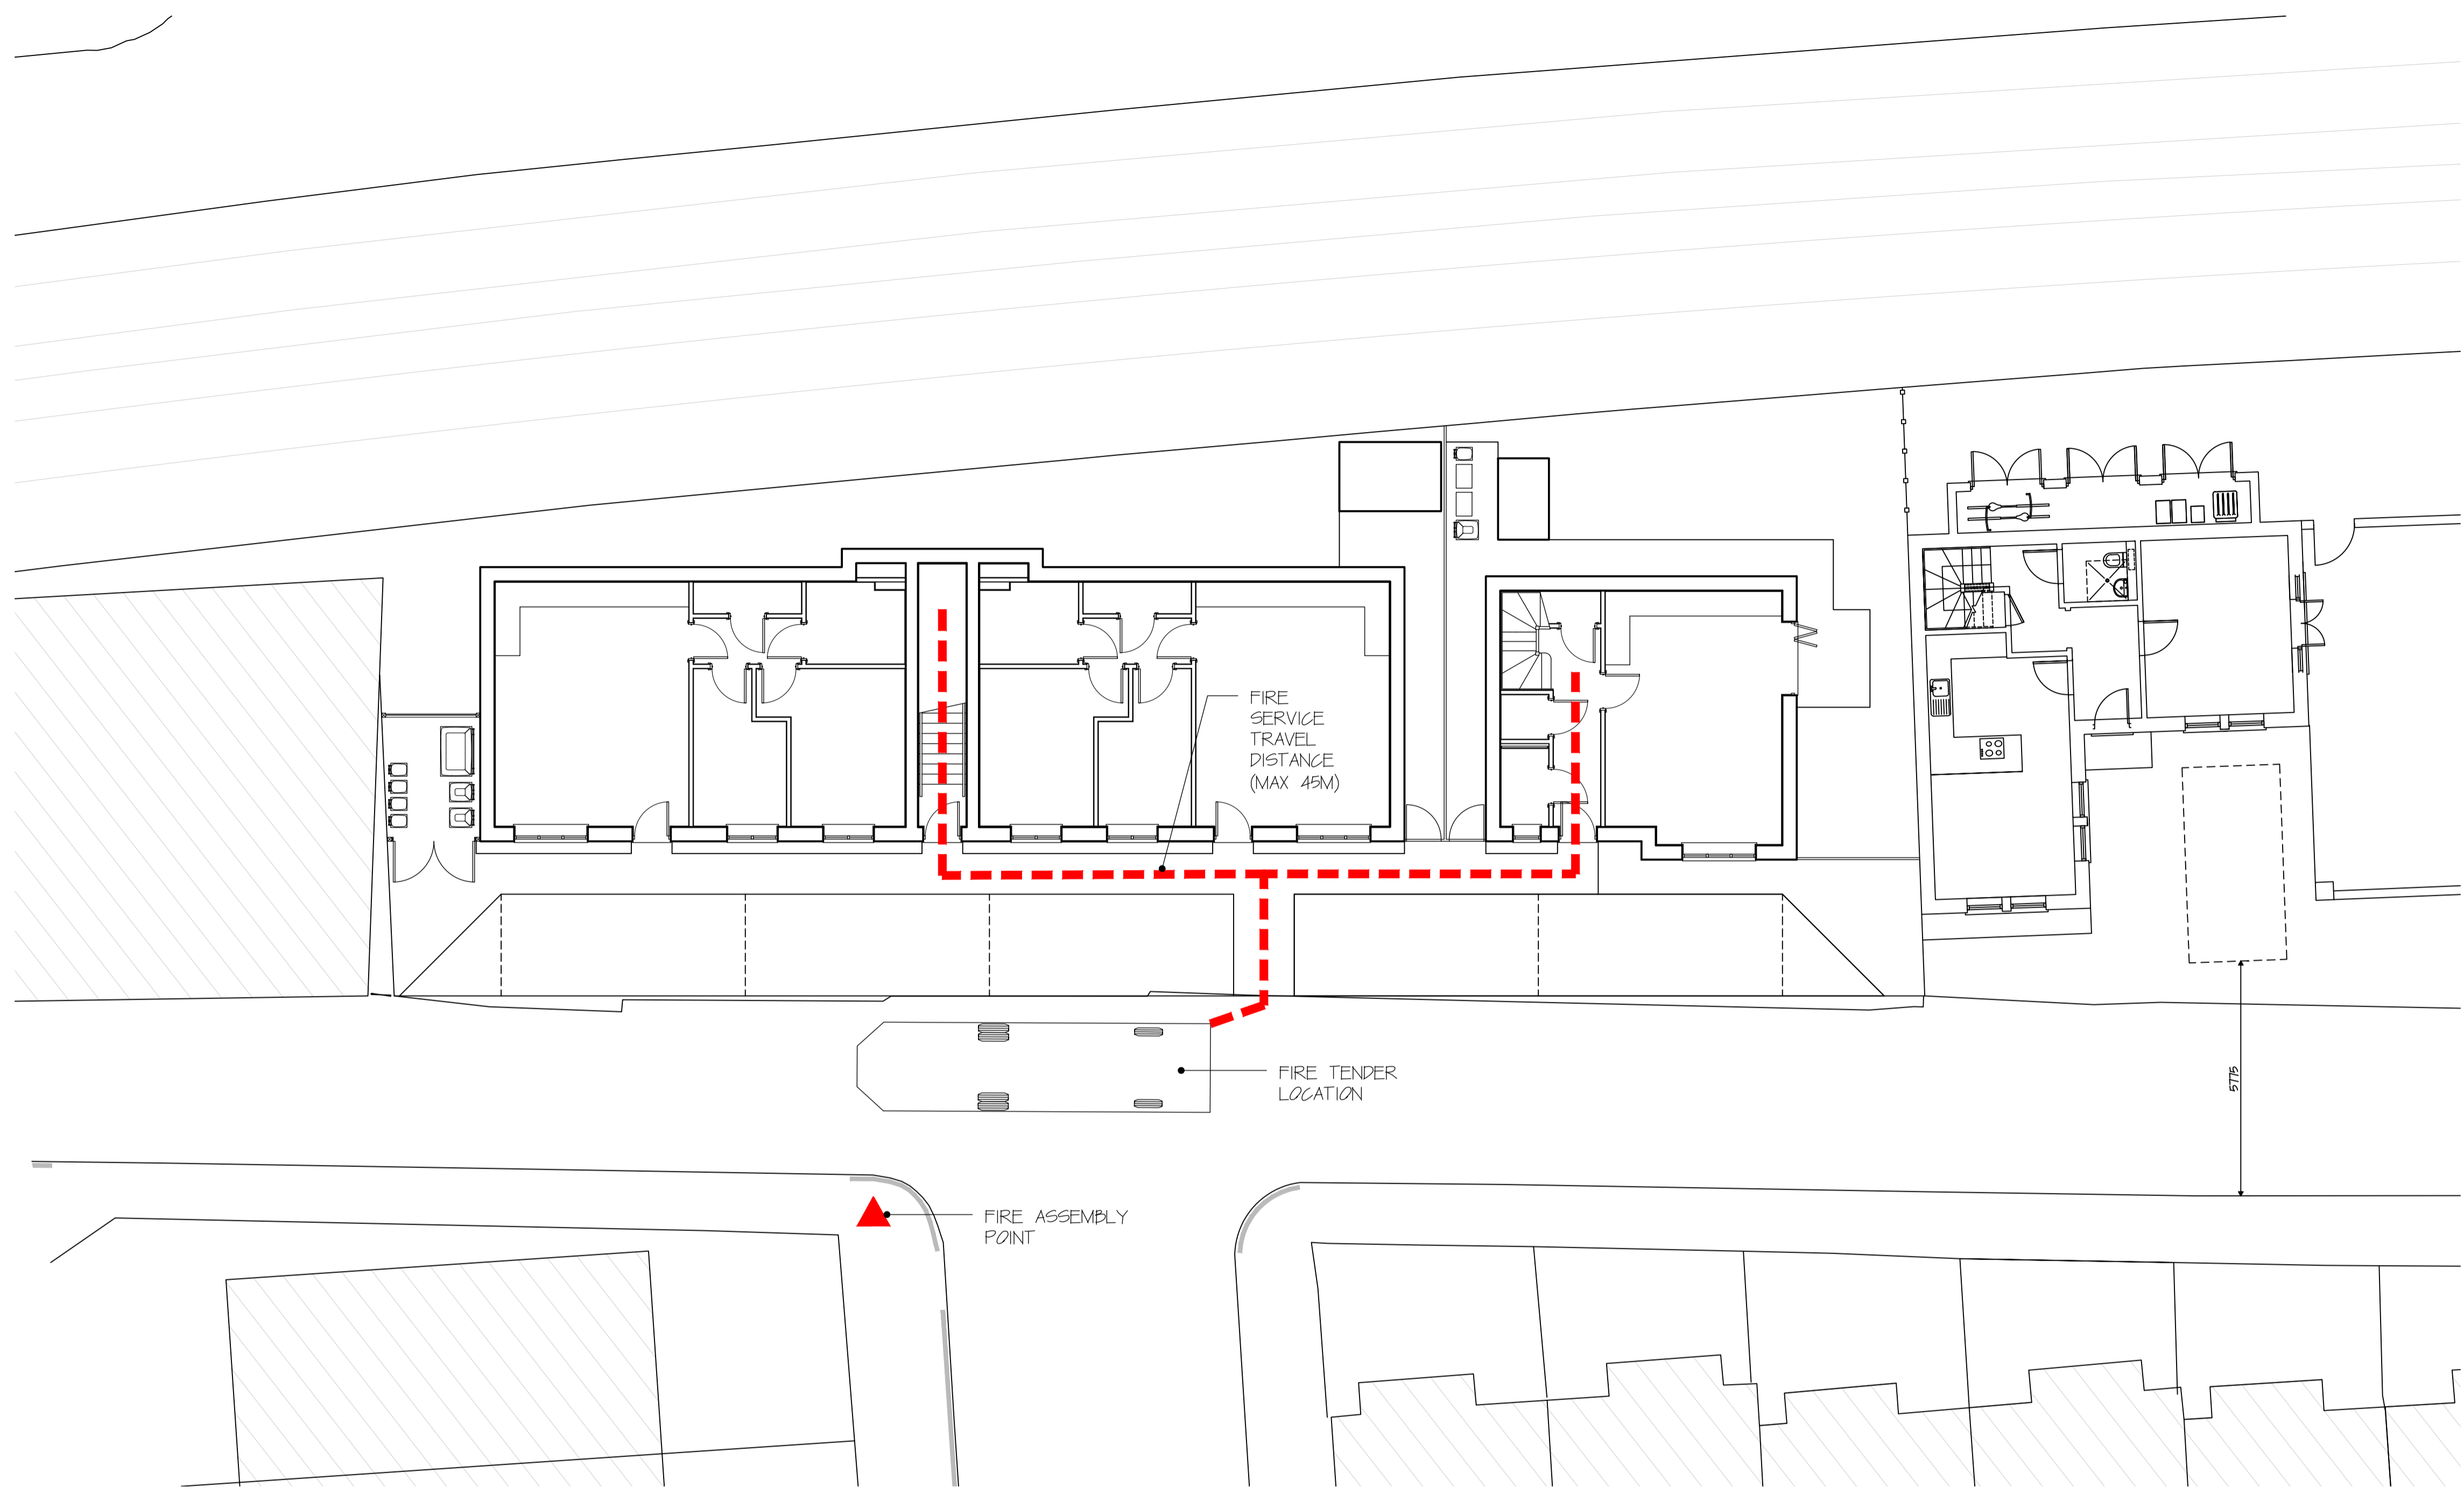 FIRE
SERVICE
TRAVEL
DISTANCE
(MAX 45M)
FIRE TENDER
LOCATION
5775
FIRE ASSEMBLY
POINT